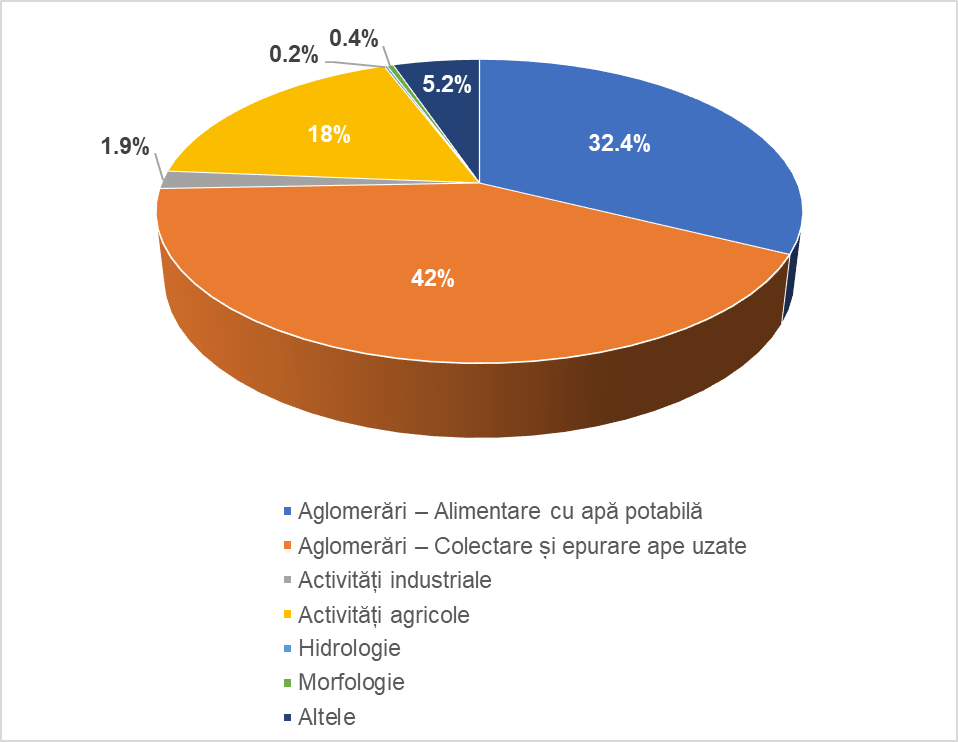 0.4%
0.2%
5.2%
32.4%
18%
1.9%
42%
Aglomerări – Alimentare cu apă potabilă
Aglomerări – Colectare și epurare ape uzate
Activități industriale
Activități agricole
Hidrologie
Morfologie
Altele